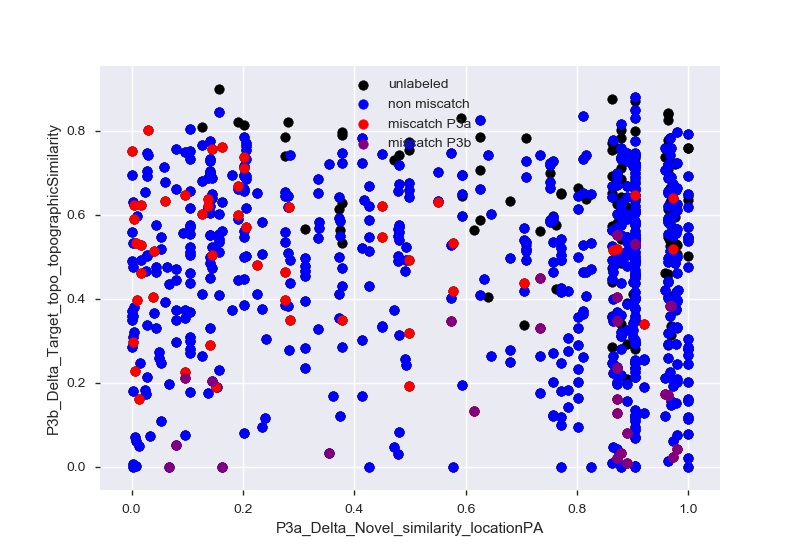 unlabeled
non miscatch
miscatch P3a
miscatch P3b
P3b_Delta_Target_topo_topographicSimilarity
0.8
0.6
0.4
0.2
0.0
0.0 0.2 0.4 0.6 0.8 1.0
P3a_Delta_Novel_similarity_locationPA